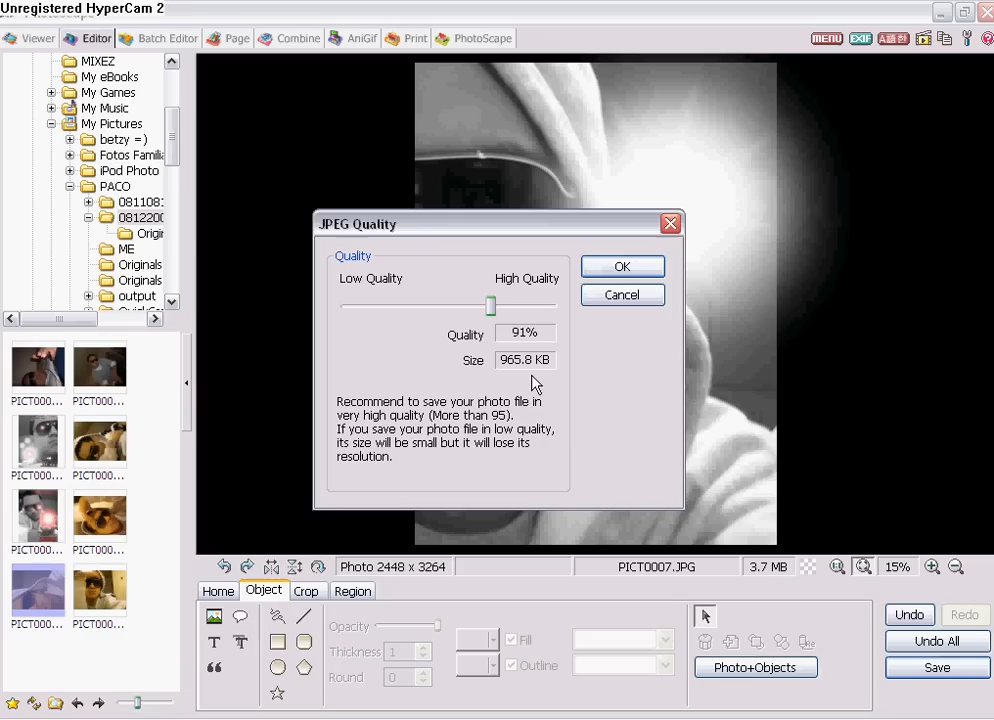 Unregistered HyperCam 2
Viewer Editor Batch Editor Page Combine AniGif Print PhotoScape MENU EXIF
MIXEZ
My eBooks
My Games
My Music
My Pictures
betzy =)
Fotos Familia
iPod Photo
PACO
081108
0812200
Origin
ME
Originals
Originals
output
PICT000... PICT000...
PICT000... PICT000...
PICT000... PICT000...
PICT000... PICT000...
JPEG Quality
Quality
Low Quality High Quality
Quality 91%
Size 965.8 KB
Recommend to save your photo file in
very high quality (More than 95).
If you save your photo file in low quality,
its size will be small but it will lose its
resolution.
OK
Cancel
Photo 2448 x 3264 PICT0007.JPG 3.7 MB 15%
Home Object Crop Region
Opacity
Thickness 1
Round 0
Fill
Outline
Photo+Objects
Undo Redo
Undo All
Save